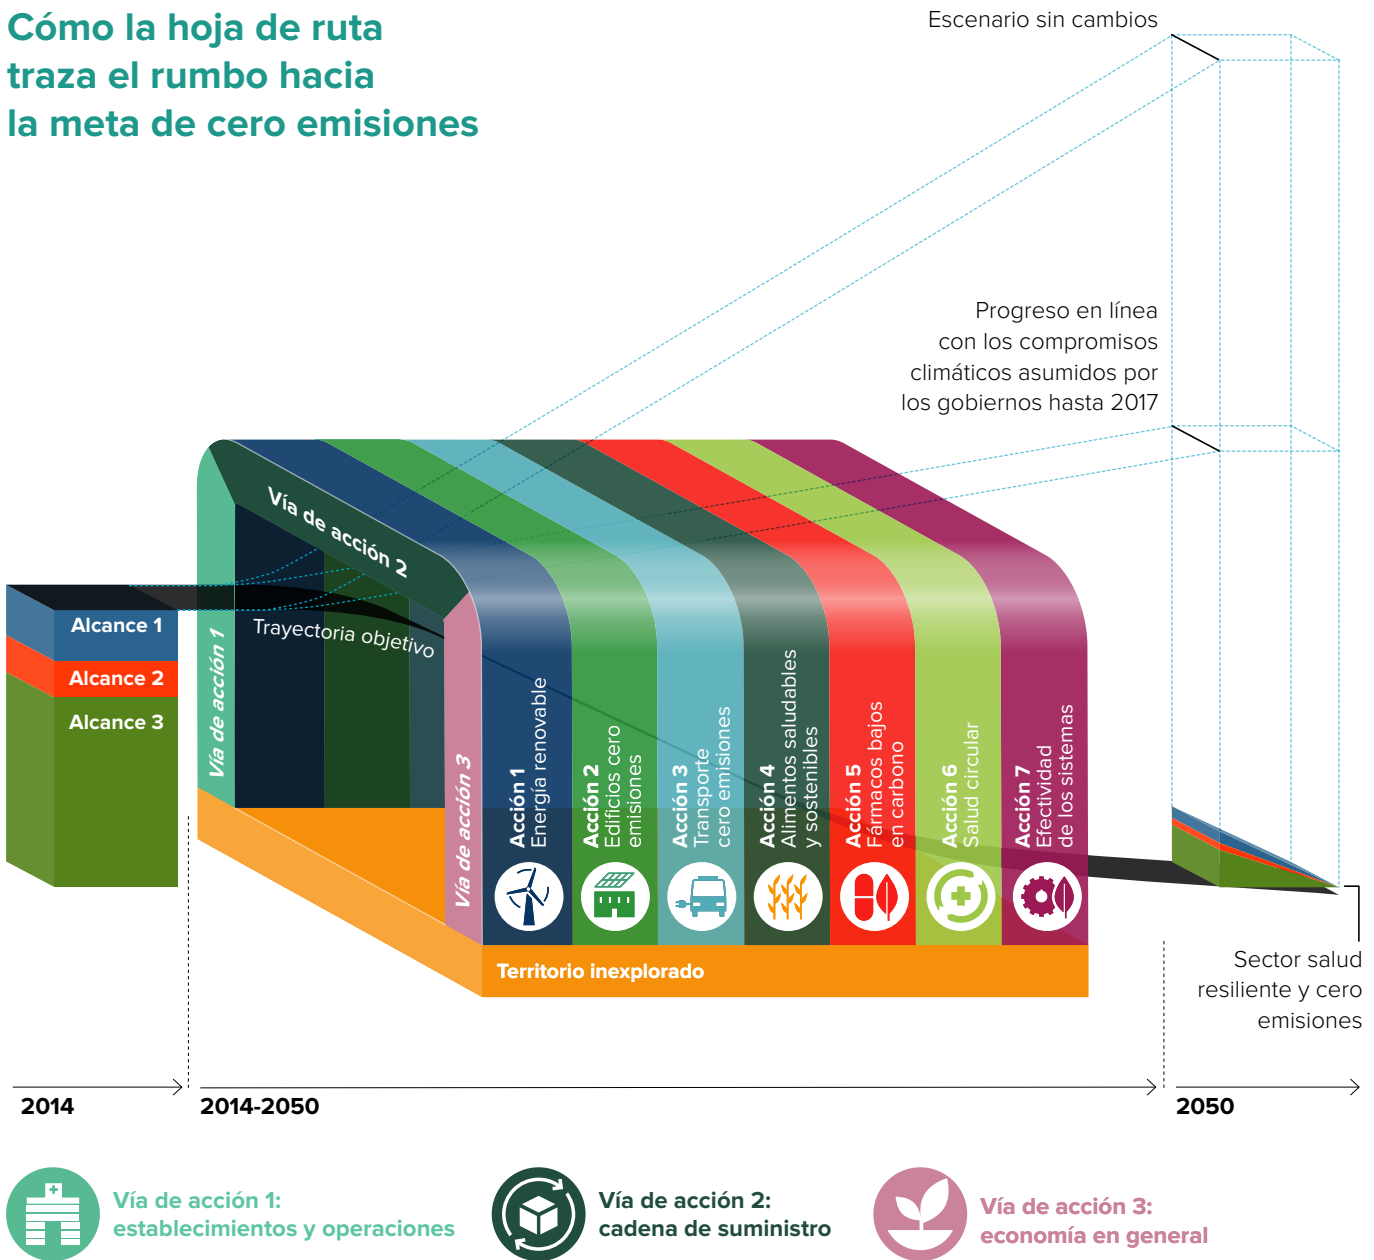 Cómo la hoja de ruta
traza el rumbo hacia
la meta de cero emisiones
Escenario sin cambios
Progreso en línea
con los compromisos
climáticos asumidos por
los gobiernos hasta 2017
Alcance 1
Alcance 2
Alcance 3
Vía de acción 1
Vía de acción 2
Vía de acción 3
Trayectoria objetivo
Acción 1
Energía renovable
Acción 2
Edificios cero
emisiones
Acción 3
Transporte
cero emisiones
Acción 4
Alimentos saludables
y sostenibles
Acción 5
Fármacos bajos
en carbono
Acción 6
Salud circular
Acción 7
Efectividad
de los sistemas
Territorio inexplorado
Sector salud
resiliente y cero
emisiones
2014
2014-2050
2050
Vía de acción 1:
establecimientos y operaciones
Vía de acción 2:
cadena de suministro
Vía de acción 3:
economía en general